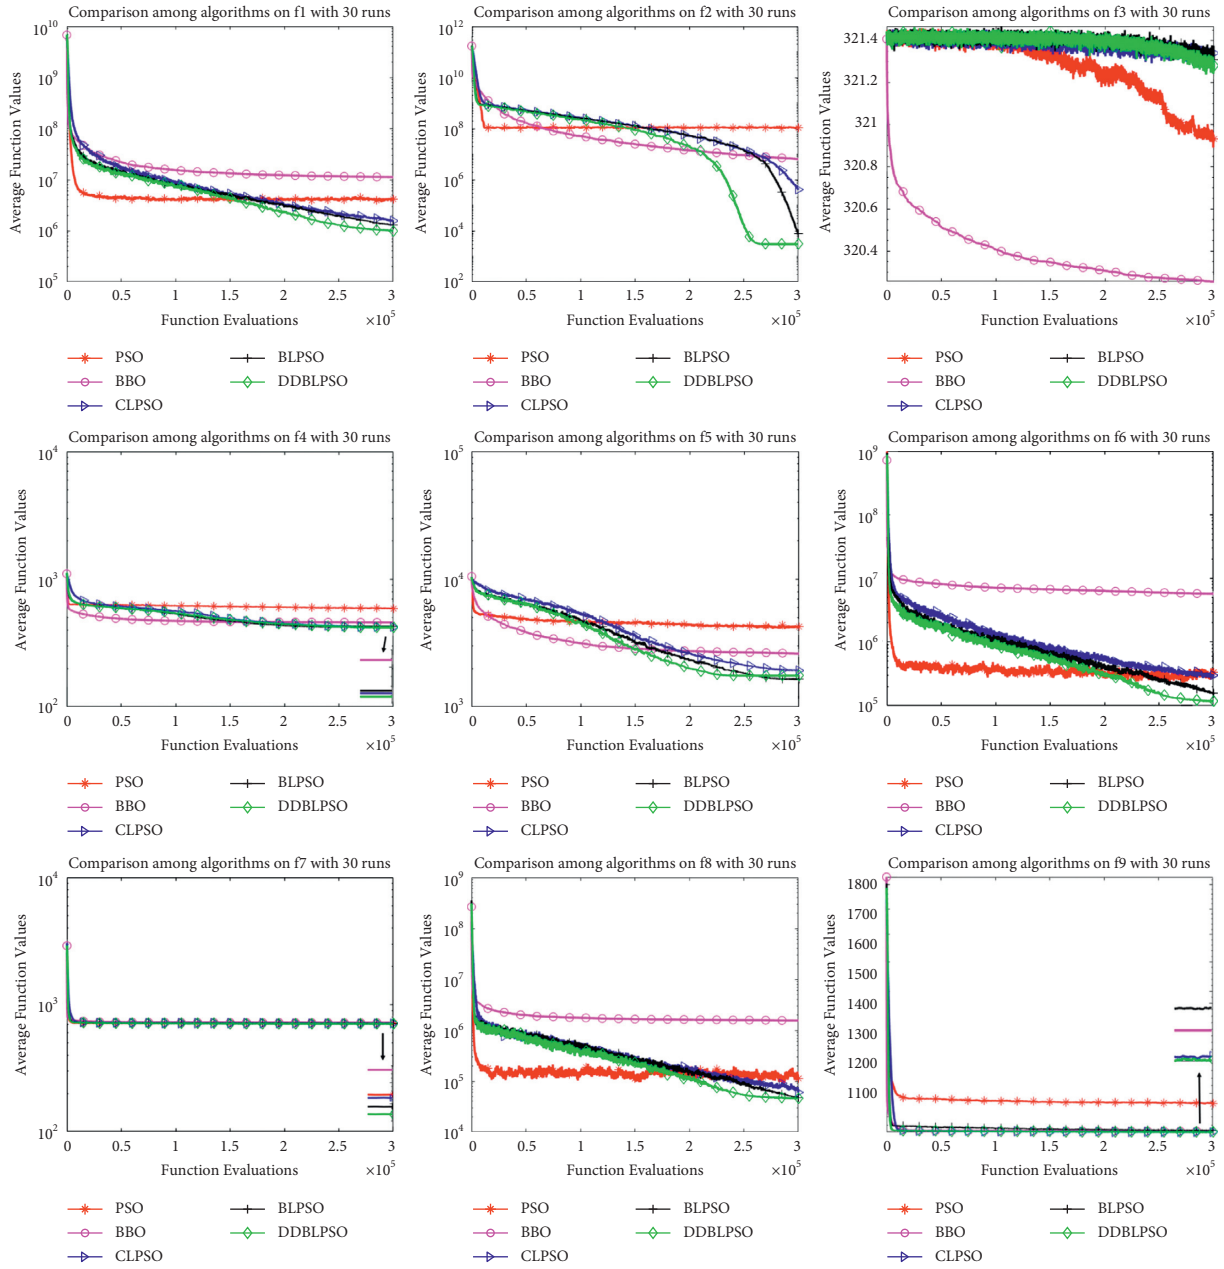 Comparison among algorithms on f1 with 30 runs
Average Function Values
10^10
10^9
10^8
10^7
10^6
10^5
0 0.5 1 1.5 2 2.5 3
Function Evaluations ×10^5
PSO
BBO
CLPSO
BLPSO
DDBLPSO
Comparison among algorithms on f2 with 30 runs
Average Function Values
10^12
10^10
10^8
10^6
10^4
10^2
0 0.5 1 1.5 2 2.5 3
Function Evaluations ×10^5
PSO
BBO
CLPSO
BLPSO
DDBLPSO
Comparison among algorithms on f3 with 30 runs
Average Function Values
321.4
321.2
321
320.8
320.6
320.4
0 0.5 1 1.5 2 2.5 3
Function Evaluations ×10^5
PSO
BBO
CLPSO
BLPSO
DDBLPSO
Comparison among algorithms on f4 with 30 runs
Average Function Values
10^4
10^3
10^2
0 0.5 1 1.5 2 2.5 3
Function Evaluations ×10^5
PSO
BBO
CLPSO
BLPSO
DDBLPSO
Comparison among algorithms on f5 with 30 runs
Average Function Values
10^5
10^4
10^3
0 0.5 1 1.5 2 2.5 3
Function Evaluations ×10^5
PSO
BBO
CLPSO
BLPSO
DDBLPSO
Comparison among algorithms on f6 with 30 runs
Average Function Values
10^9
10^8
10^7
10^6
10^5
0 0.5 1 1.5 2 2.5 3
Function Evaluations ×10^5
PSO
BBO
CLPSO
BLPSO
DDBLPSO
Comparison among algorithms on f7 with 30 runs
Average Function Values
10^4
10^3
10^2
0 0.5 1 1.5 2 2.5 3
Function Evaluations ×10^5
PSO
BBO
CLPSO
BLPSO
DDBLPSO
Comparison among algorithms on f8 with 30 runs
Average Function Values
10^9
10^8
10^7
10^6
10^5
10^4
0 0.5 1 1.5 2 2.5 3
Function Evaluations ×10^5
PSO
BBO
CLPSO
BLPSO
DDBLPSO
Comparison among algorithms on f9 with 30 runs
Average Function Values
1800
1700
1600
1500
1400
1300
1200
1100
0 0.5 1 1.5 2 2.5 3
Function Evaluations ×10^5
PSO
BBO
CLPSO
BLPSO
DDBLPSO